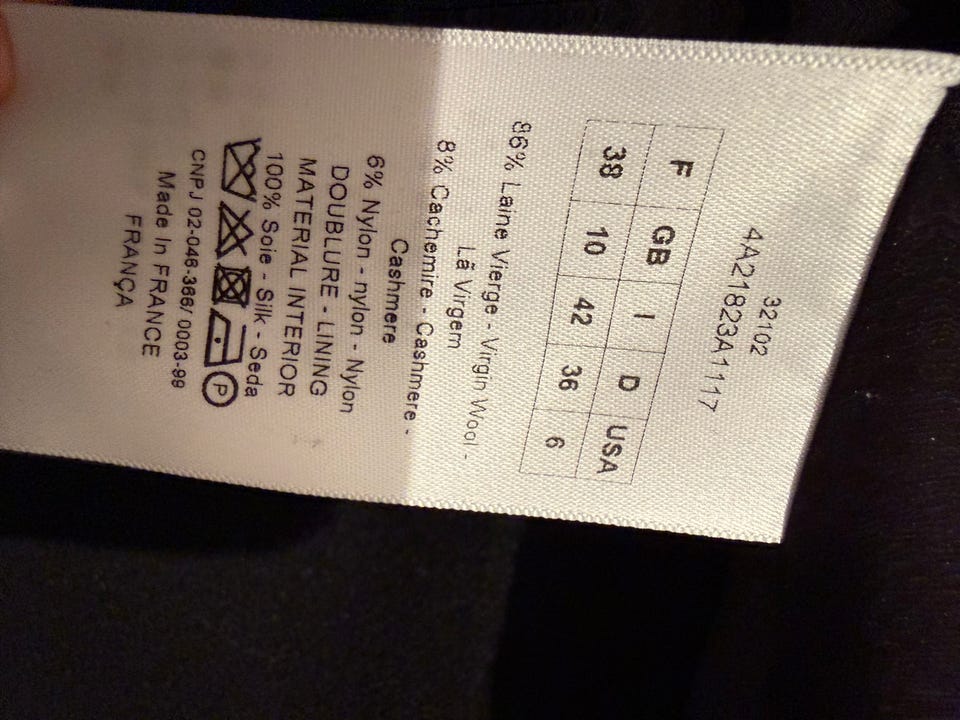 32102
4A21823A1117
F GB I D USA
38 10 42 36 6
86% Laine Vierge - Virgin Wool -
Lã Virgem
8% Cachemire - Cashmere -
Cashmere
6% Nylon - nylon - Nylon
DOUBLURE - LINING
MATERIAL INTERIOR
100% Soie - Silk - Seda
P
CNPJ 02-046-366/ 0003-99
Made In FRANCE
FRANÇA